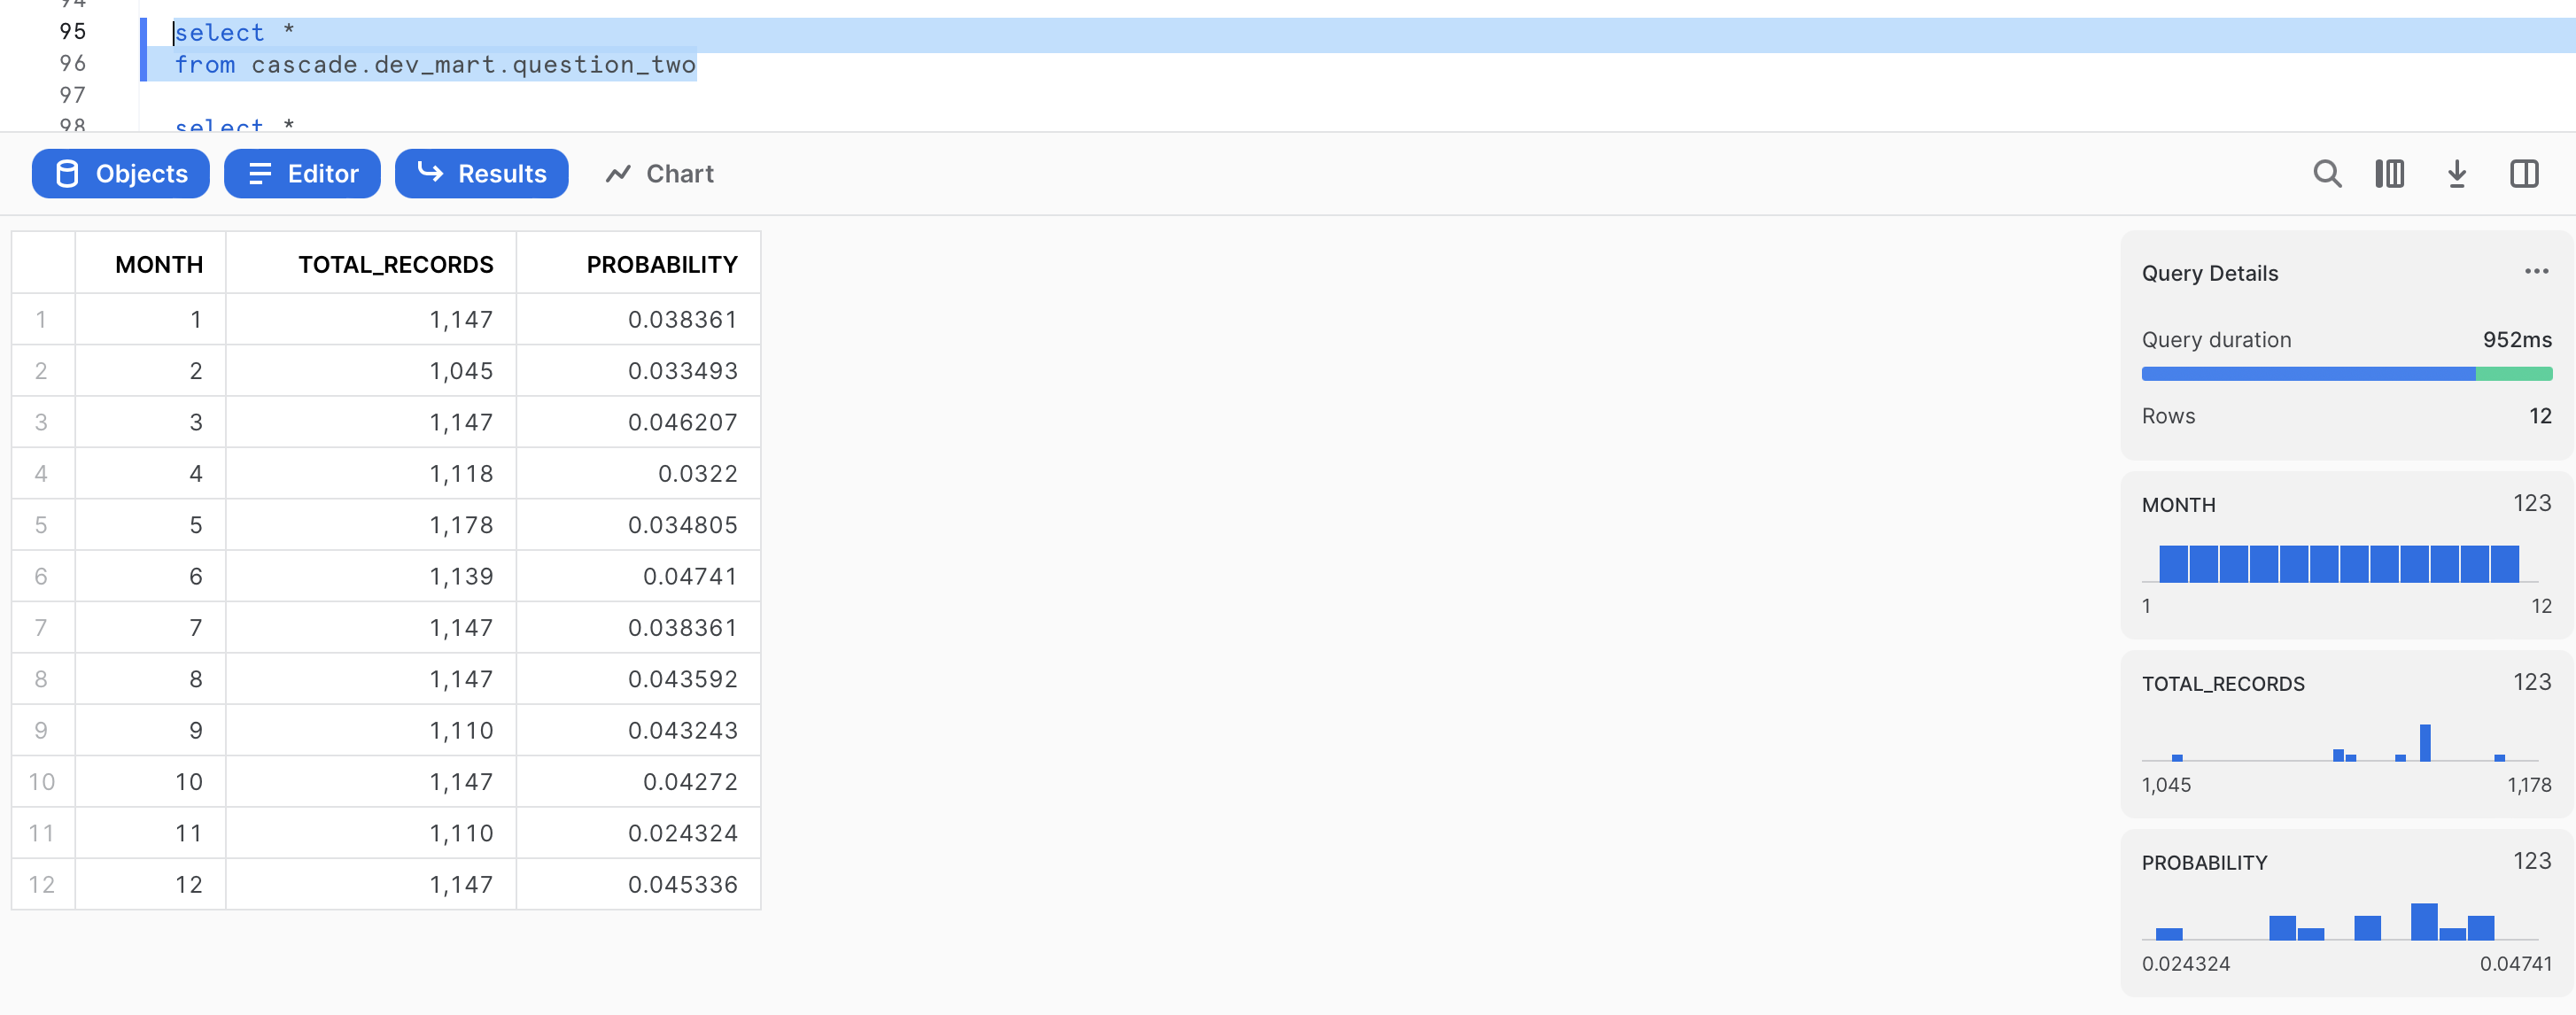 94
95 select *
96 from cascade.dev_mart.question_two
97
98 select *
Objects Editor Results Chart
MONTH TOTAL_RECORDS PROBABILITY
1 1 1,147 0.038361
2 2 1,045 0.033493
3 3 1,147 0.046207
4 4 1,118 0.0322
5 5 1,178 0.034805
6 6 1,139 0.04741
7 7 1,147 0.038361
8 8 1,147 0.043592
9 9 1,110 0.043243
10 10 1,147 0.04272
11 11 1,110 0.024324
12 12 1,147 0.045336
Query Details ...
Query duration 952ms
Rows 12
MONTH 123
1 12
TOTAL_RECORDS 123
1,045 1,178
PROBABILITY 123
0.024324 0.04741